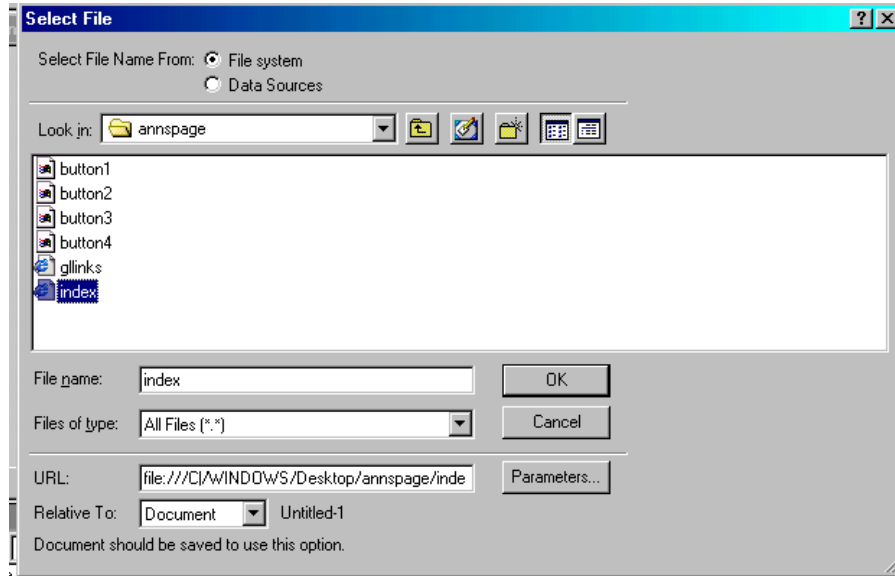 Select File
Select File Name From: File system
Data Sources
Look in: annspage
button1
button2
button3
button4
gllinks
index
File name: index OK
Files of type: All Files (*.*) Cancel
URL: file:///C|/WINDOWS/Desktop/annspage/inde Parameters...
Relative To: Document Untitled-1
Document should be saved to use this option.